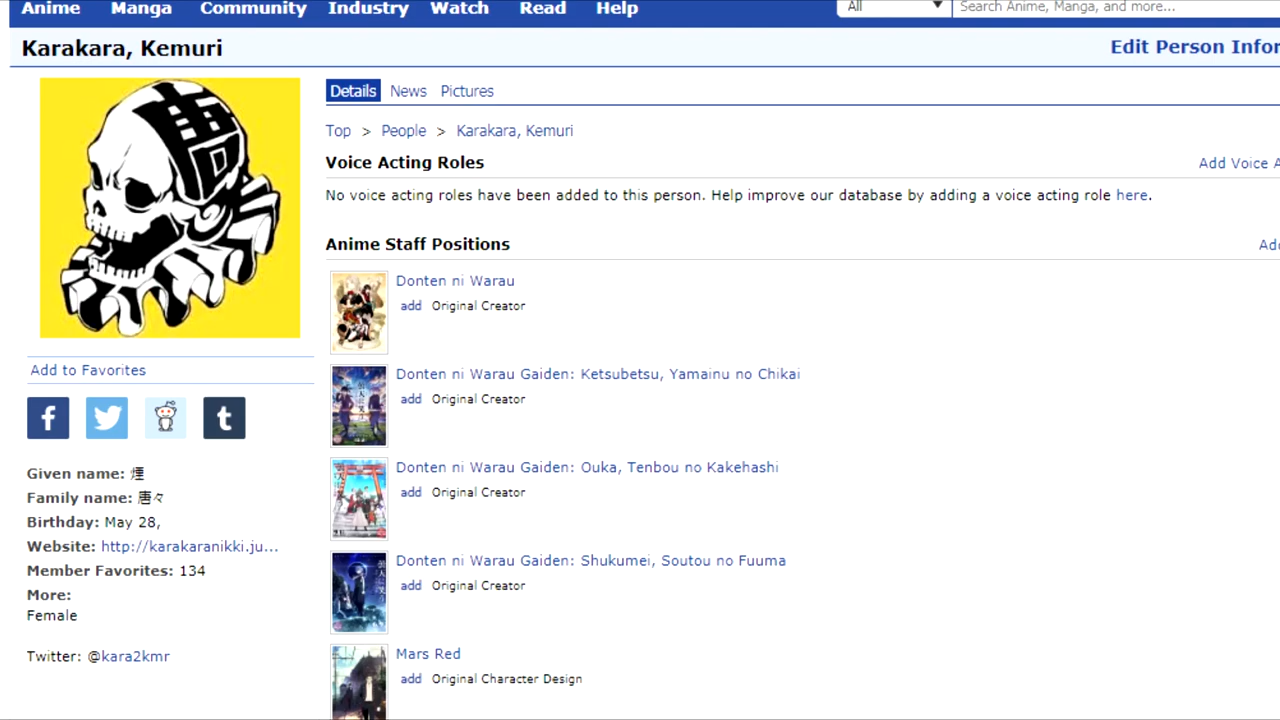 Anime Manga Community Industry Watch Read Help All Search Anime, Manga, and more...
Karakara, Kemuri Edit Person Infor
Details News Pictures
Top > People > Karakara, Kemuri
Voice Acting Roles Add Voice A
No voice acting roles have been added to this person. Help improve our database by adding a voice acting role here.
Anime Staff Positions Add
Donten ni Warau
add Original Creator
Donten ni Warau Gaiden: Ketsubetsu, Yamainu no Chikai
add Original Creator
Donten ni Warau Gaiden: Ouka, Tenbou no Kakehashi
add Original Creator
Donten ni Warau Gaiden: Shukumei, Soutou no Fuuma
add Original Creator
Mars Red
add Original Character Design
Add to Favorites
Given name: 煙
Family name: 唐々
Birthday: May 28,
Website: http://karakaranikki.ju...
Member Favorites: 134
More:
Female
Twitter: @kara2kmr